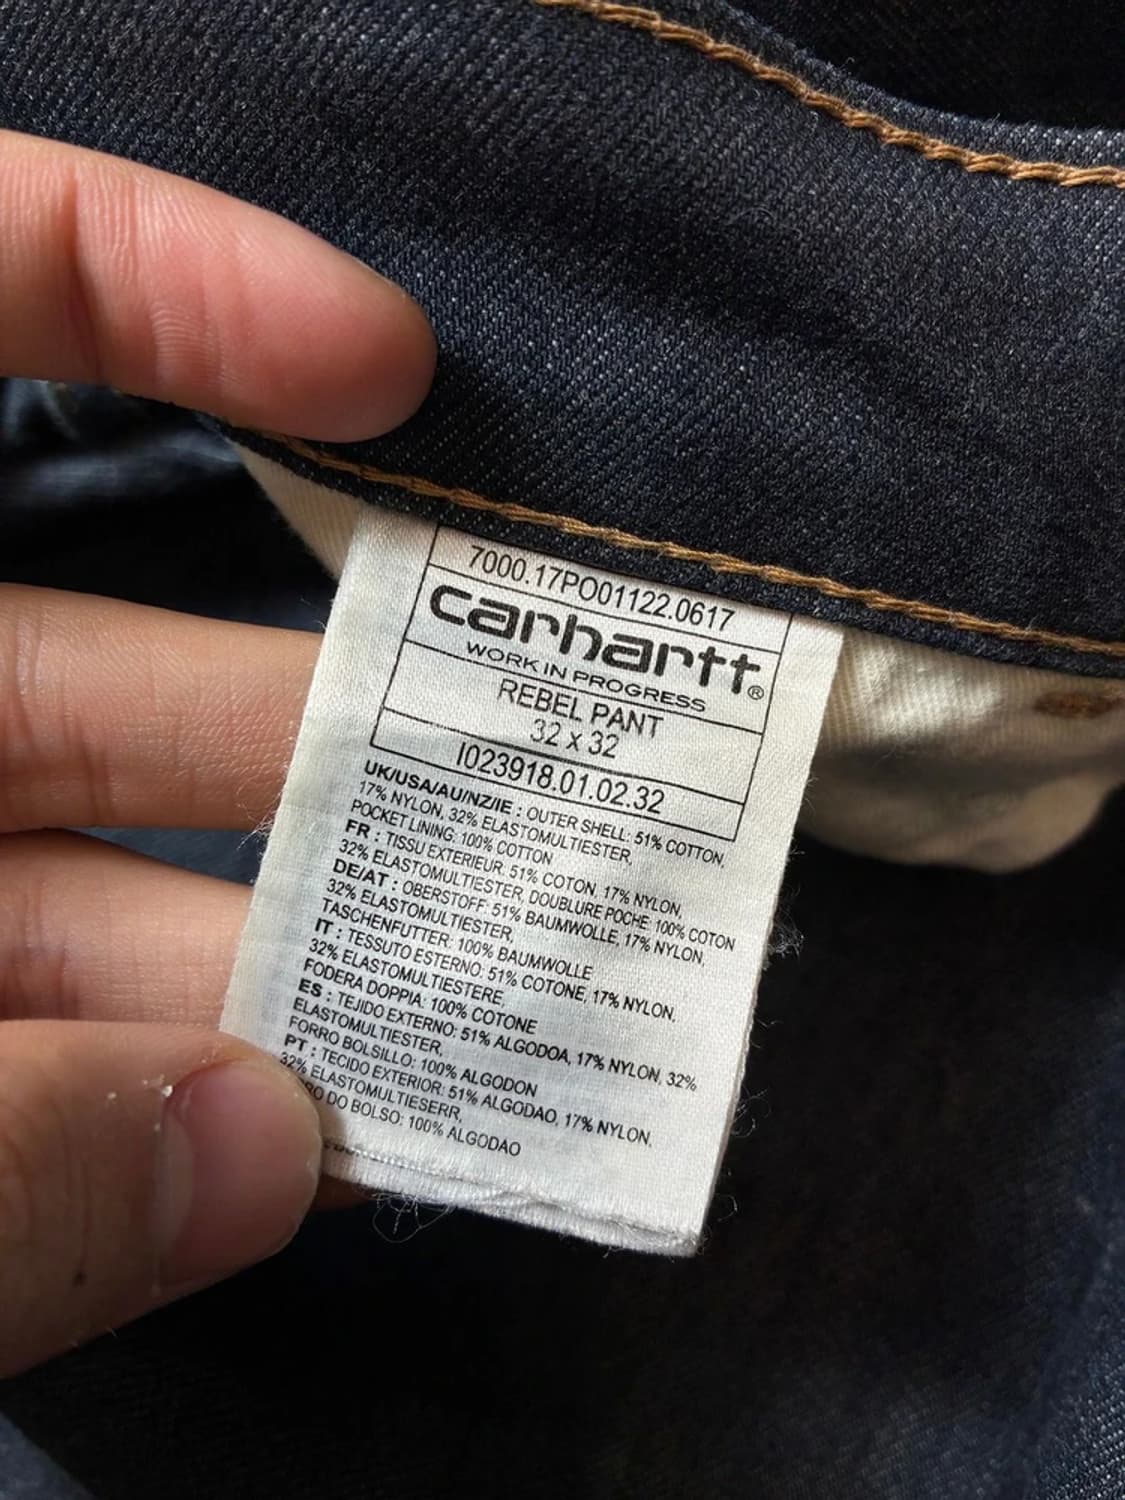 7000.17PO01122.0617
carhartt®
WORK IN PROGRESS
REBEL PANT
32 x 32
I023918.01.02.32
UK/USA/AU/NZ/IE : OUTER SHELL: 51% COTTON,
17% NYLON, 32% ELASTOMULTIESTER,
POCKET LINING: 100% COTTON
FR : TISSU EXTERIEUR. 51% COTON, 17% NYLON,
32% ELASTOMULTIESTER, DOUBLURE POCHE: 100% COTON
DE/AT : OBERSTOFF: 51% BAUMWOLLE, 17% NYLON,
32% ELASTOMULTIESTER,
TASCHENFUTTER: 100% BAUMWOLLE
IT : TESSUTO ESTERNO: 51% COTONE, 17% NYLON.
32% ELASTOMULTIESTERE,
FODERA DOPPIA: 100% COTONE
ES : TEJIDO EXTERNO: 51% ALGODOA, 17% NYLON, 32%
ELASTOMULTIESTER,
FORRO BOLSILLO: 100% ALGODON
PT : TECIDO EXTERIOR: 51% ALGODAO, 17% NYLON.
32% ELASTOMULTIESERR,
RO DO BOLSO: 100% ALGODAO